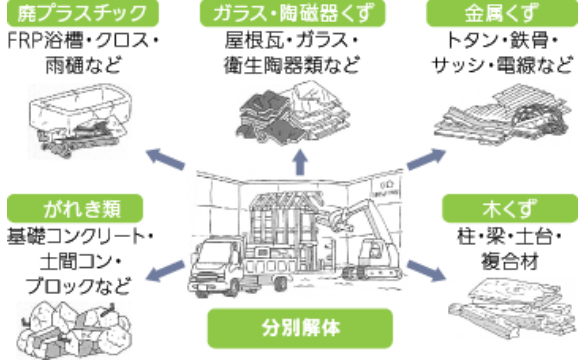 廃プラスチック
FRP浴槽・クロス・
雨樋など
ガラス・陶磁器くず
屋根瓦・ガラス・
衛生陶器類など
金属くず
トタン・鉄骨・
サッシ・電線など
がれき類
基礎コンクリート・
土間コン・
ブロックなど
木くず
柱・梁・土台・
複合材
分別解体